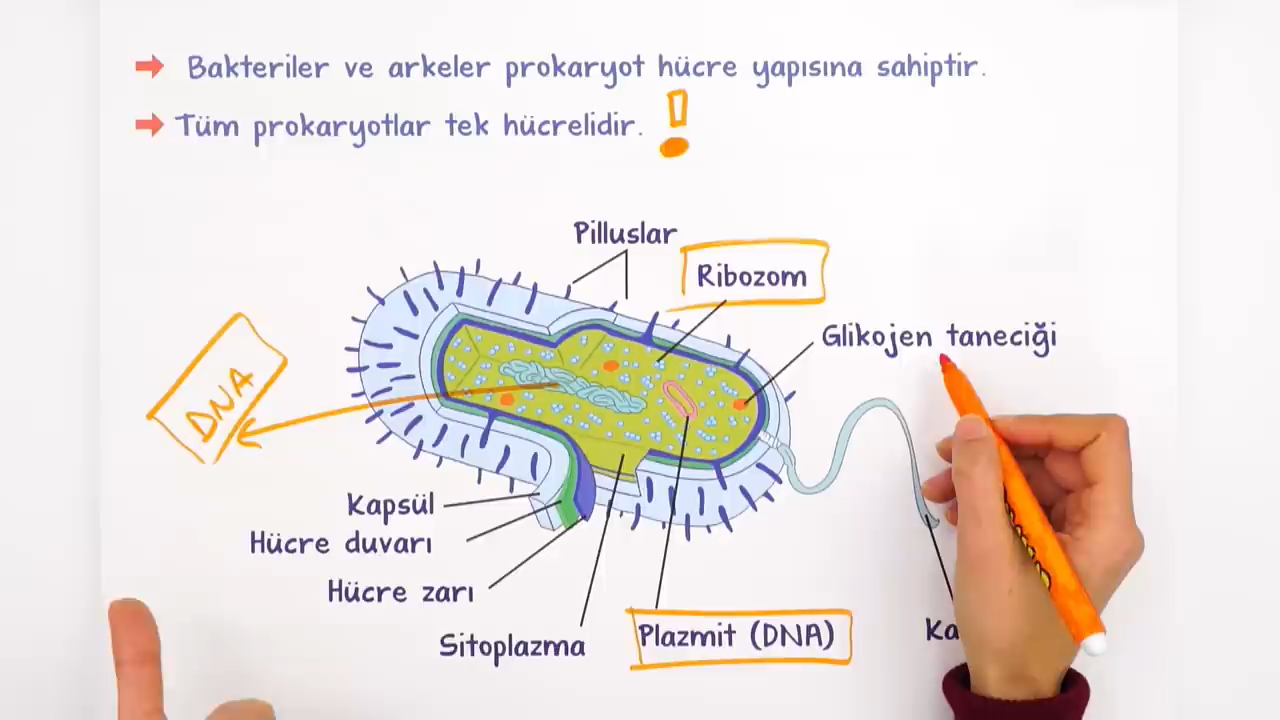 Bakteriler ve arkeler prokaryot hücre yapısına sahiptir.
Tüm prokaryotlar tek hücrelidir. !
Pilluslar
Ribozom
Glikojen taneciği
DNA
Kapsül
Hücre duvarı
Hücre zarı
Sitoplazma
Plazmit (DNA)